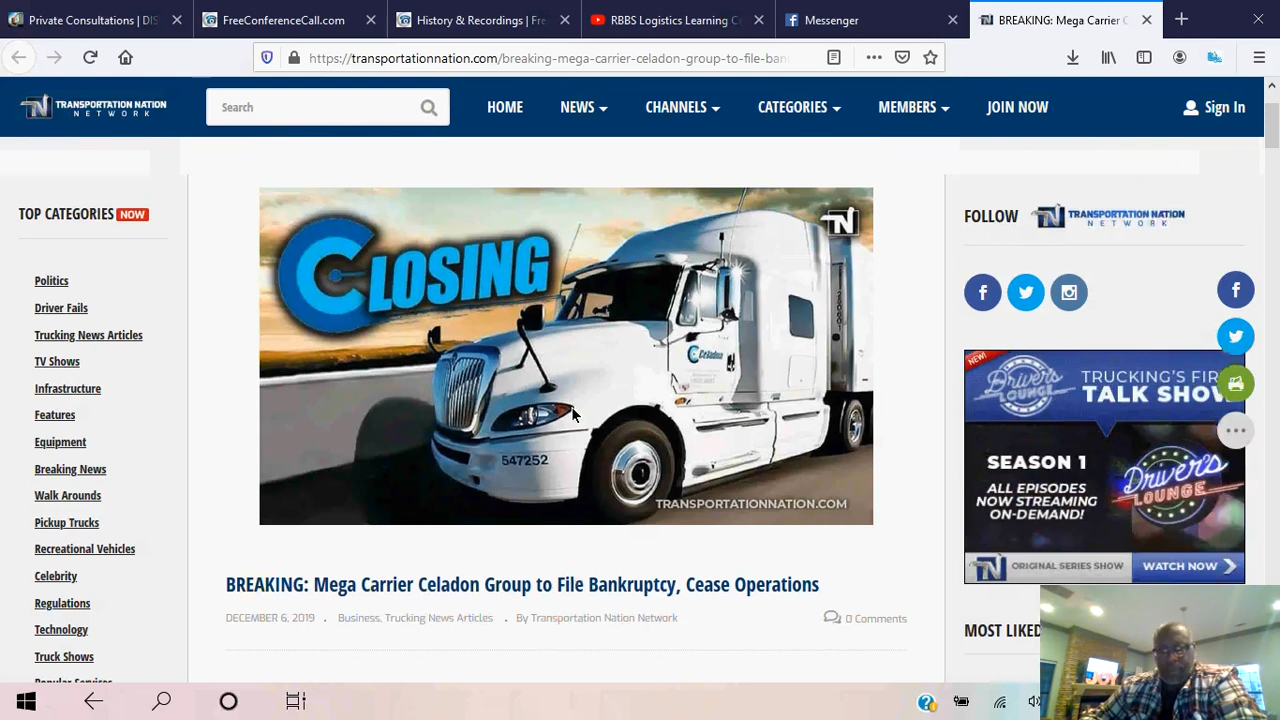 Private Consultations | DIS
FreeConferenceCall.com
History & Recordings | Fre
RBBS Logistics Learning C
Messenger
BREAKING: Mega Carrier C
https://transportationnation.com/breaking-mega-carrier-celadon-group-to-file-ban
TRANSPORTATION NATION
NETWORK
Search
HOME
NEWS
CHANNELS
CATEGORIES
MEMBERS
JOIN NOW
Sign In
TOP CATEGORIES NOW
Politics
Driver Fails
Trucking News Articles
TV Shows
Infrastructure
Features
Equipment
Breaking News
Walk Arounds
Pickup Trucks
Recreational Vehicles
Celebrity
Regulations
Technology
Truck Shows
Popular Services
CLOSING
TN
Celadon
547252
TRANSPORTATIONNATION.COM
BREAKING: Mega Carrier Celadon Group to File Bankruptcy, Cease Operations
DECEMBER 6, 2019 . Business, Trucking News Articles . By Transportation Nation Network
0 Comments
FOLLOW
TRANSPORTATION NATION
NETWORK
NEW!
DRIVER'S
LOUNGE
TRUCKING'S FIR
TALK SHOW
SEASON 1
ALL EPISODES
NOW STREAMING
ON-DEMAND!
DRIVER'S
LOUNGE
ORIGINAL SERIES SHOW
WATCH NOW
MOST LIKED
JOY